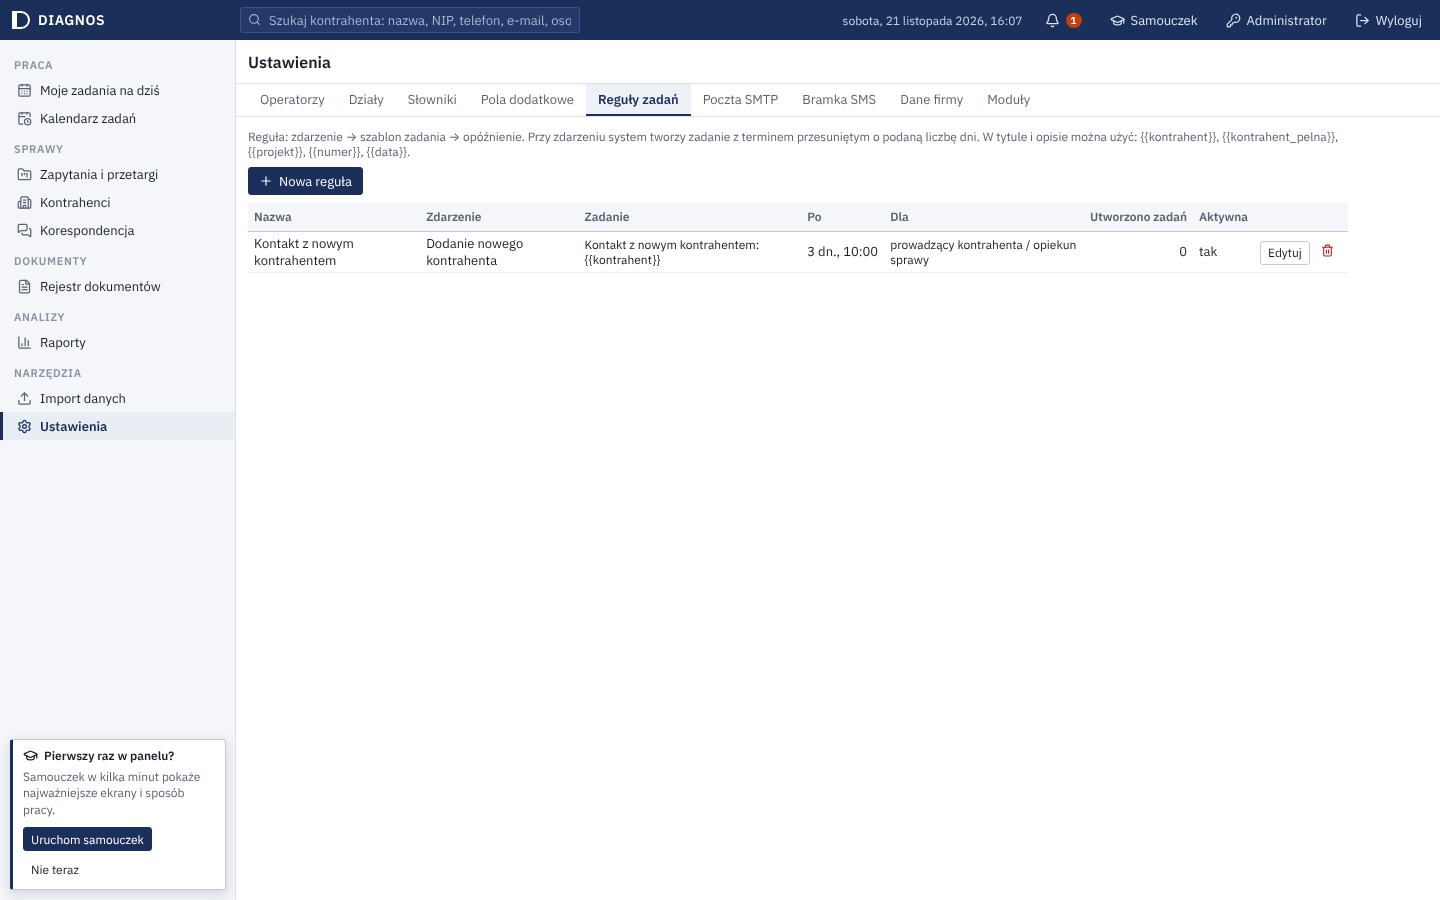 DIAGNOS
Szukaj kontrahenta: nazwa, NIP, telefon, e-mail, oso
sobota, 21 listopada 2026, 16:07
1
Samouczek
Administrator
Wyloguj
PRACA
Moje zadania na dziś
Kalendarz zadań
SPRAWY
Zapytania i przetargi
Kontrahenci
Korespondencja
DOKUMENTY
Rejestr dokumentów
ANALIZY
Raporty
NARZĘDZIA
Import danych
Ustawienia
Pierwszy raz w panelu?
Samouczek w kilka minut pokaże
najważniejsze ekrany i sposób
pracy.
Uruchom samouczek
Nie teraz
Ustawienia
Operatorzy Działy Słowniki Pola dodatkowe Reguły zadań Poczta SMTP Bramka SMS Dane firmy Moduły
Reguła: zdarzenie → szablon zadania → opóźnienie. Przy zdarzeniu system tworzy zadanie z terminem przesuniętym o podaną liczbę dni. W tytule i opisie można użyć: {{kontrahent}}, {{kontrahent_pelna}},
{{projekt}}, {{numer}}, {{data}}.
+ Nowa reguła
Nazwa Zdarzenie Zadanie Po Dla Utworzono zadań Aktywna
Kontakt z nowym
kontrahentem
Dodanie nowego
kontrahenta
Kontakt z nowym kontrahentem:
{{kontrahent}}
3 dn., 10:00
prowadzący kontrahenta / opiekun
sprawy
0
tak
Edytuj